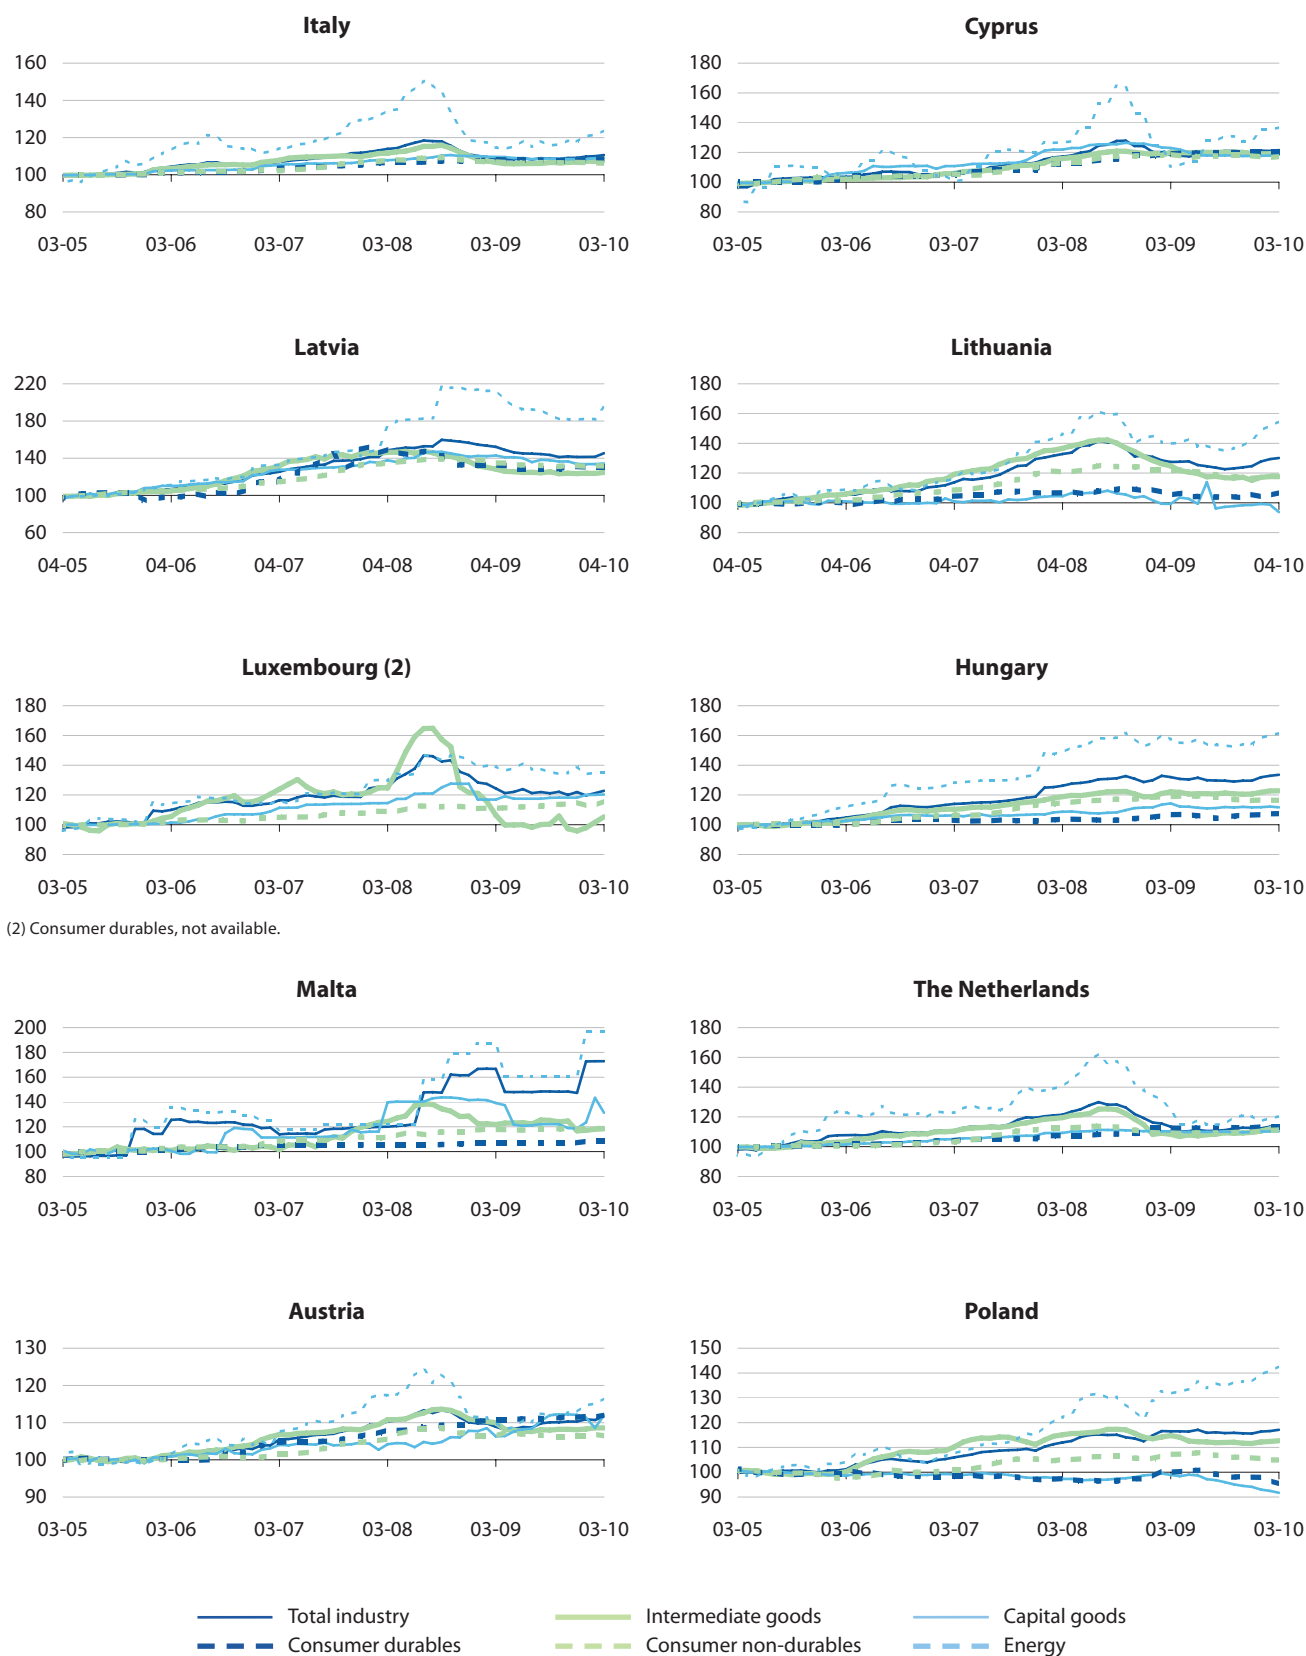 Italy
160
140
120
100
80
03-05 03-06 03-07 03-08 03-09 03-10
Cyprus
180
160
140
120
100
80
03-05 03-06 03-07 03-08 03-09 03-10
Latvia
220
180
140
100
60
04-05 04-06 04-07 04-08 04-09 04-10
Lithuania
180
160
140
120
100
80
04-05 04-06 04-07 04-08 04-09 04-10
Luxembourg (2)
180
160
140
120
100
80
03-05 03-06 03-07 03-08 03-09 03-10
Hungary
180
160
140
120
100
80
03-05 03-06 03-07 03-08 03-09 03-10
(2) Consumer durables, not available.
Malta
200
180
160
140
120
100
80
03-05 03-06 03-07 03-08 03-09 03-10
The Netherlands
180
160
140
120
100
80
03-05 03-06 03-07 03-08 03-09 03-10
Austria
130
120
110
100
90
03-05 03-06 03-07 03-08 03-09 03-10
Poland
150
140
130
120
110
100
90
03-05 03-06 03-07 03-08 03-09 03-10
Total industry Intermediate goods Capital goods
Consumer durables Consumer non-durables Energy